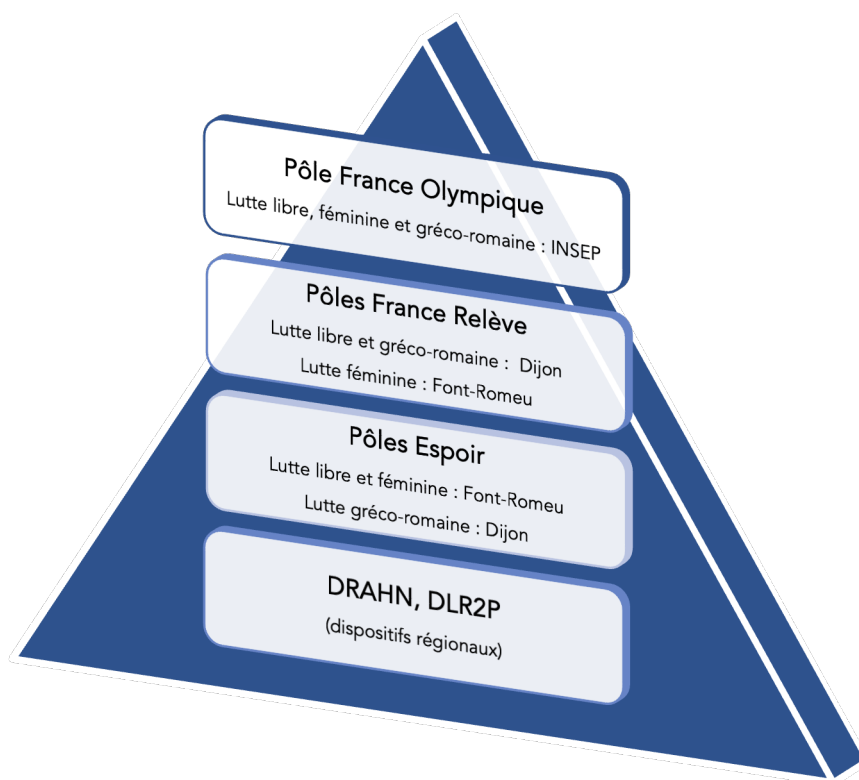 Pôle France Olympique
Lutte libre, féminine et gréco-romaine : INSEP
Pôles France Relève
Lutte libre et gréco-romaine : Dijon
Lutte féminine : Font-Romeu
Pôles Espoir
Lutte libre et féminine : Font-Romeu
Lutte gréco-romaine : Dijon
DRAHN, DLR2P
(dispositifs régionaux)